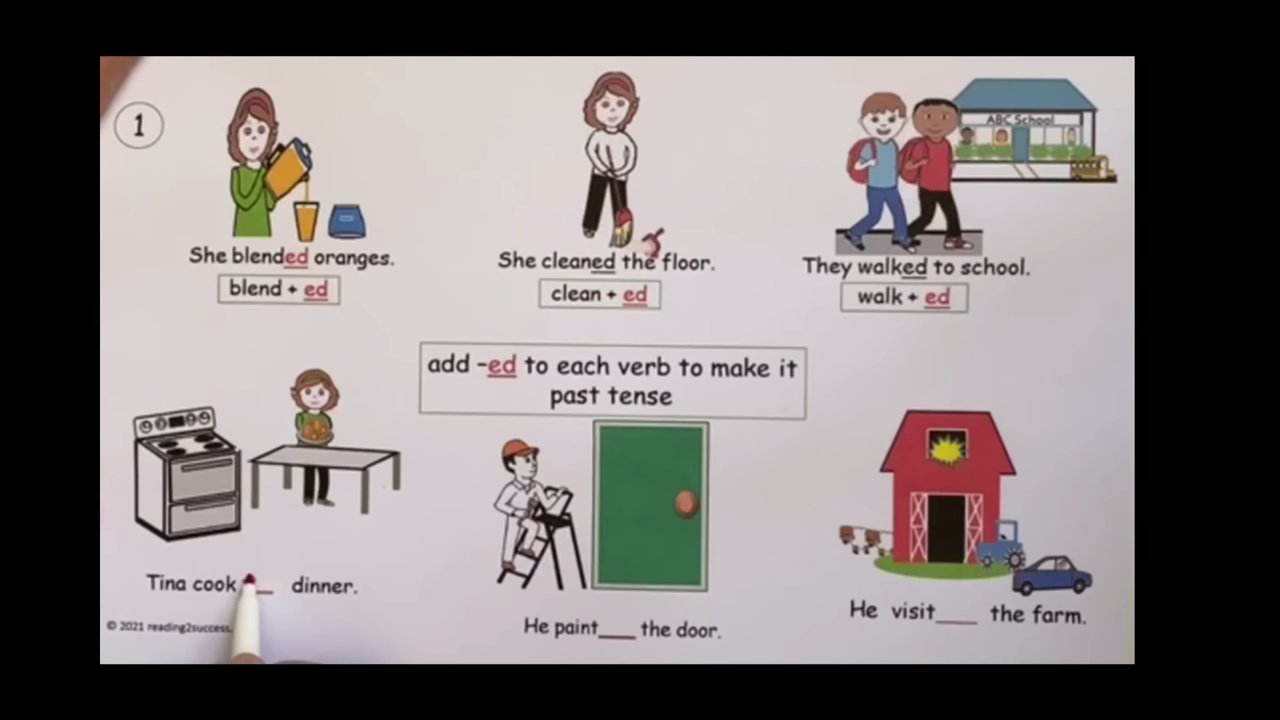 1
ABC School
She blended oranges.
blend + ed
She cleaned the floor.
clean + ed
They walked to school.
walk + ed
add -ed to each verb to make it
past tense
Tina cook __ dinner.
He paint___ the door.
He visit___ the farm.
© 2021 reading2success.